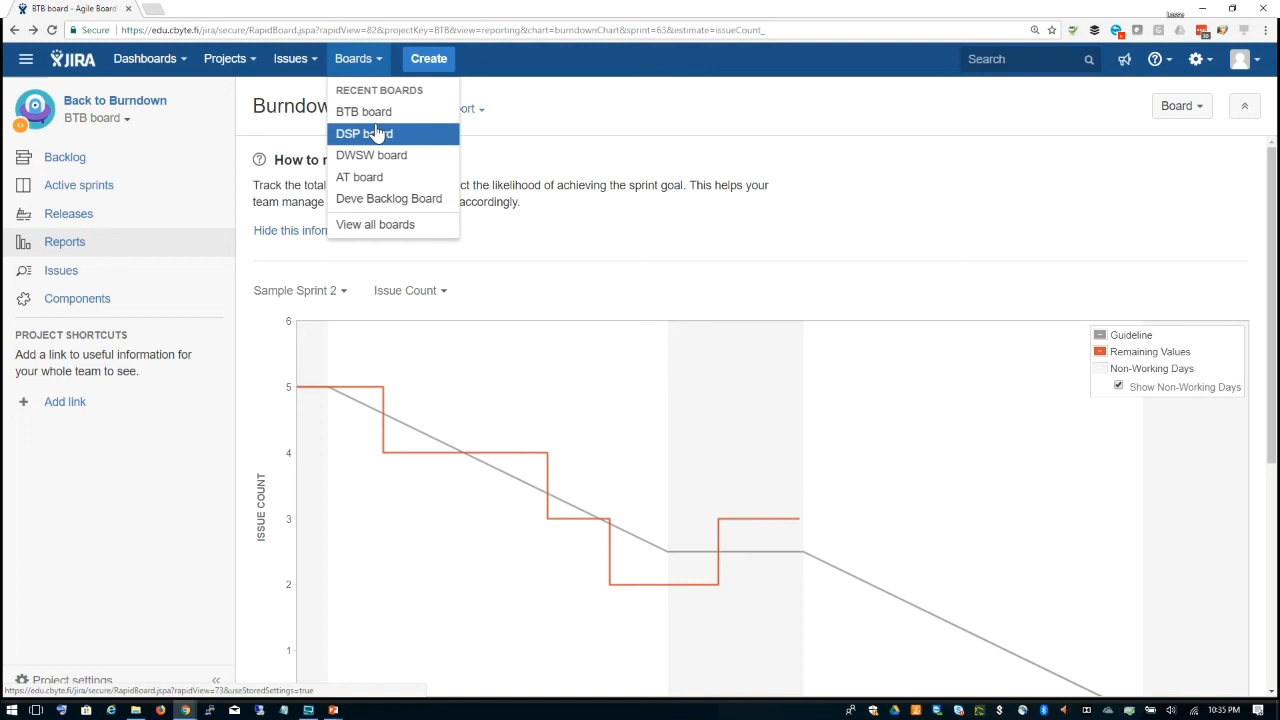 BTB board - Agile Board
Secure
https://edu.cbyte.fi/jira/secure/RapidBoard.jspa?rapidView=82&projectKey=BTB&view=reporting&chart=burndownChart&sprint=63&estimate=issueCount_
JIRA
Dashboards
Projects
Issues
Boards
Create
Search
Back to Burndown
BTB board
Backlog
Active sprints
Releases
Reports
Issues
Components
PROJECT SHORTCUTS
Add a link to useful information for
your whole team to see.
Add link
Project settings
RECENT BOARDS
BTB board
DSP board
DWSW board
AT board
Deve Backlog Board
View all boards
Burndow
ort
Board
How to r
Track the total
ct the likelihood of achieving the sprint goal. This helps your
team manage
accordingly.
Hide this inforr
Sample Sprint 2
Issue Count
6
5
4
3
2
1
ISSUE COUNT
Guideline
Remaining Values
Non-Working Days
Show Non-Working Days
https://edu.cbyte.fi/jira/secure/RapidBoard.jspa?rapidView=73&useStoredSettings=true
10:35 PM